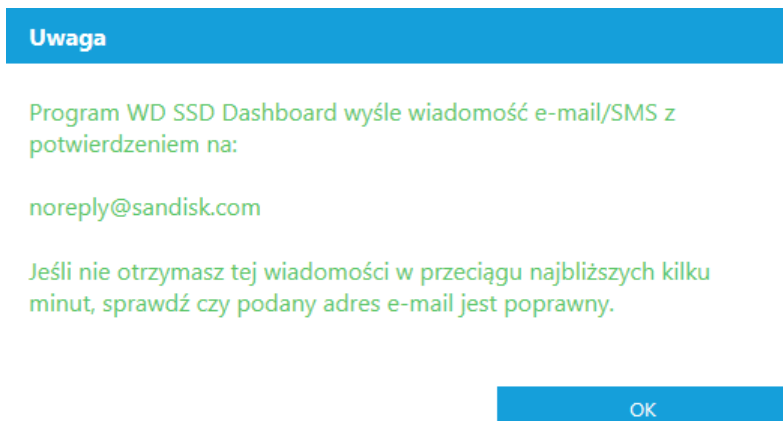 Uwaga
Program WD SSD Dashboard wyśle wiadomość e-mail/SMS z
potwierdzeniem na:
noreply@sandisk.com
Jeśli nie otrzymasz tej wiadomości w przeciągu najbliższych kilku
minut, sprawdź czy podany adres e-mail jest poprawny.
OK